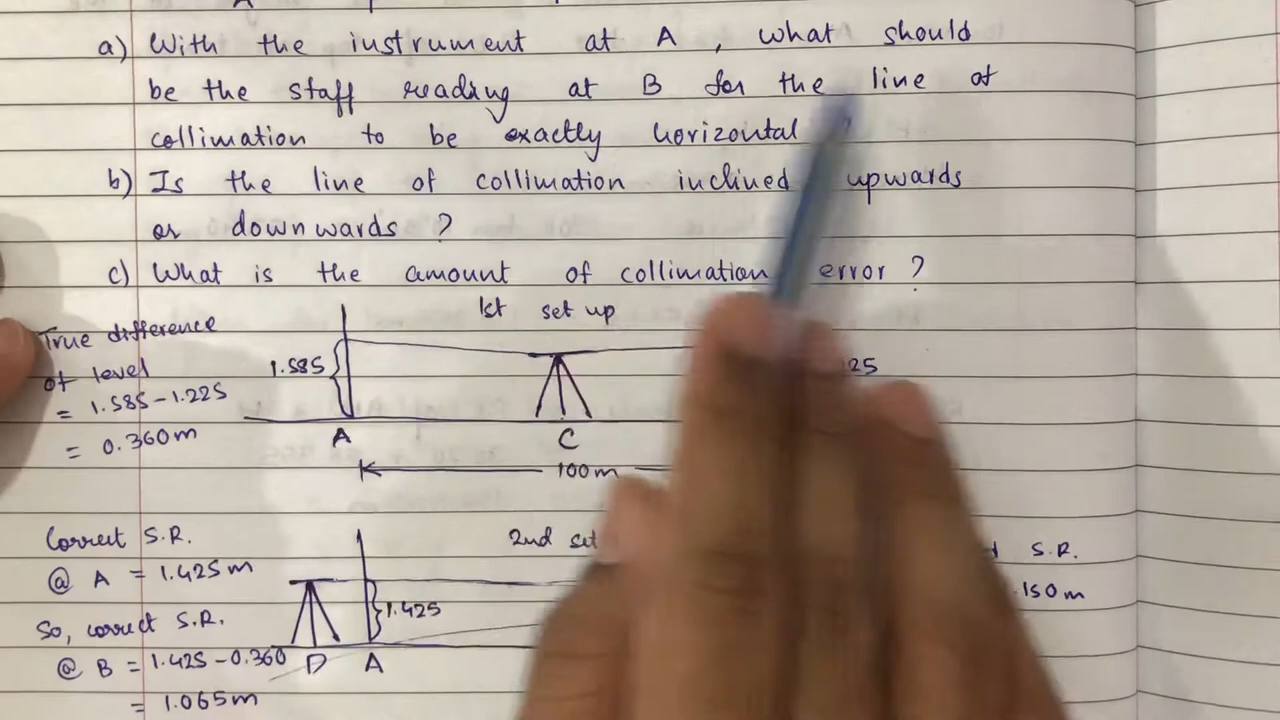 a) With the instrument at A, what should
be the staff reading at B for the line of
collimation to be exactly horizontal ?
b) Is the line of collimation inclined upwards
or downwards ?
c) What is the amount of collimation error ?
1st set up
True difference
of level
= 1.585 - 1.225
= 0.360m
1.585
25
A
C
100m
Correct S.R.
@ A = 1.425m
So, correct S.R.
@ B = 1.425 - 0.360
= 1.065m
2nd set
1.425
D
A
S.R.
.150m